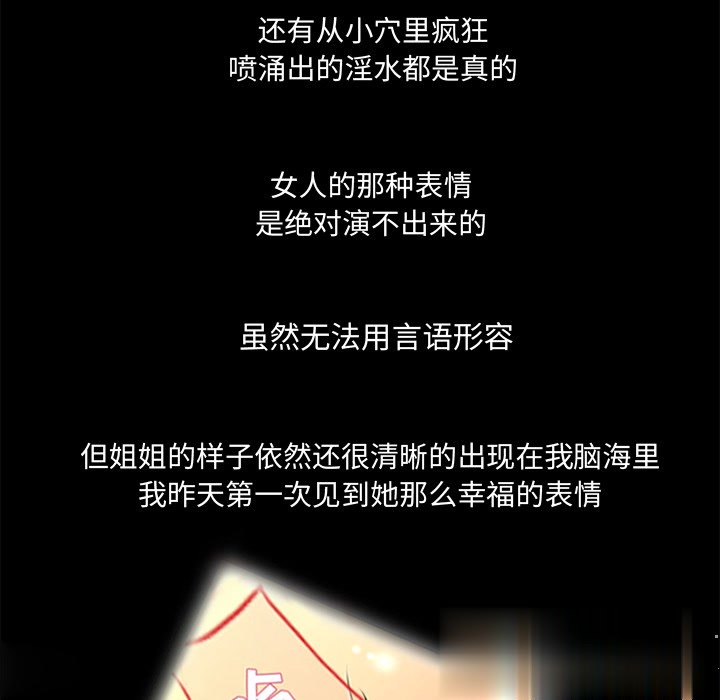 还有从小穴里疯狂
喷涌出的淫水都是真的
女人的那种表情
是绝对演不出来的
虽然无法用言语形容
但姐姐的样子依然还很清晰的出现在我脑海里
我昨天第一次见到她那么幸福的表情